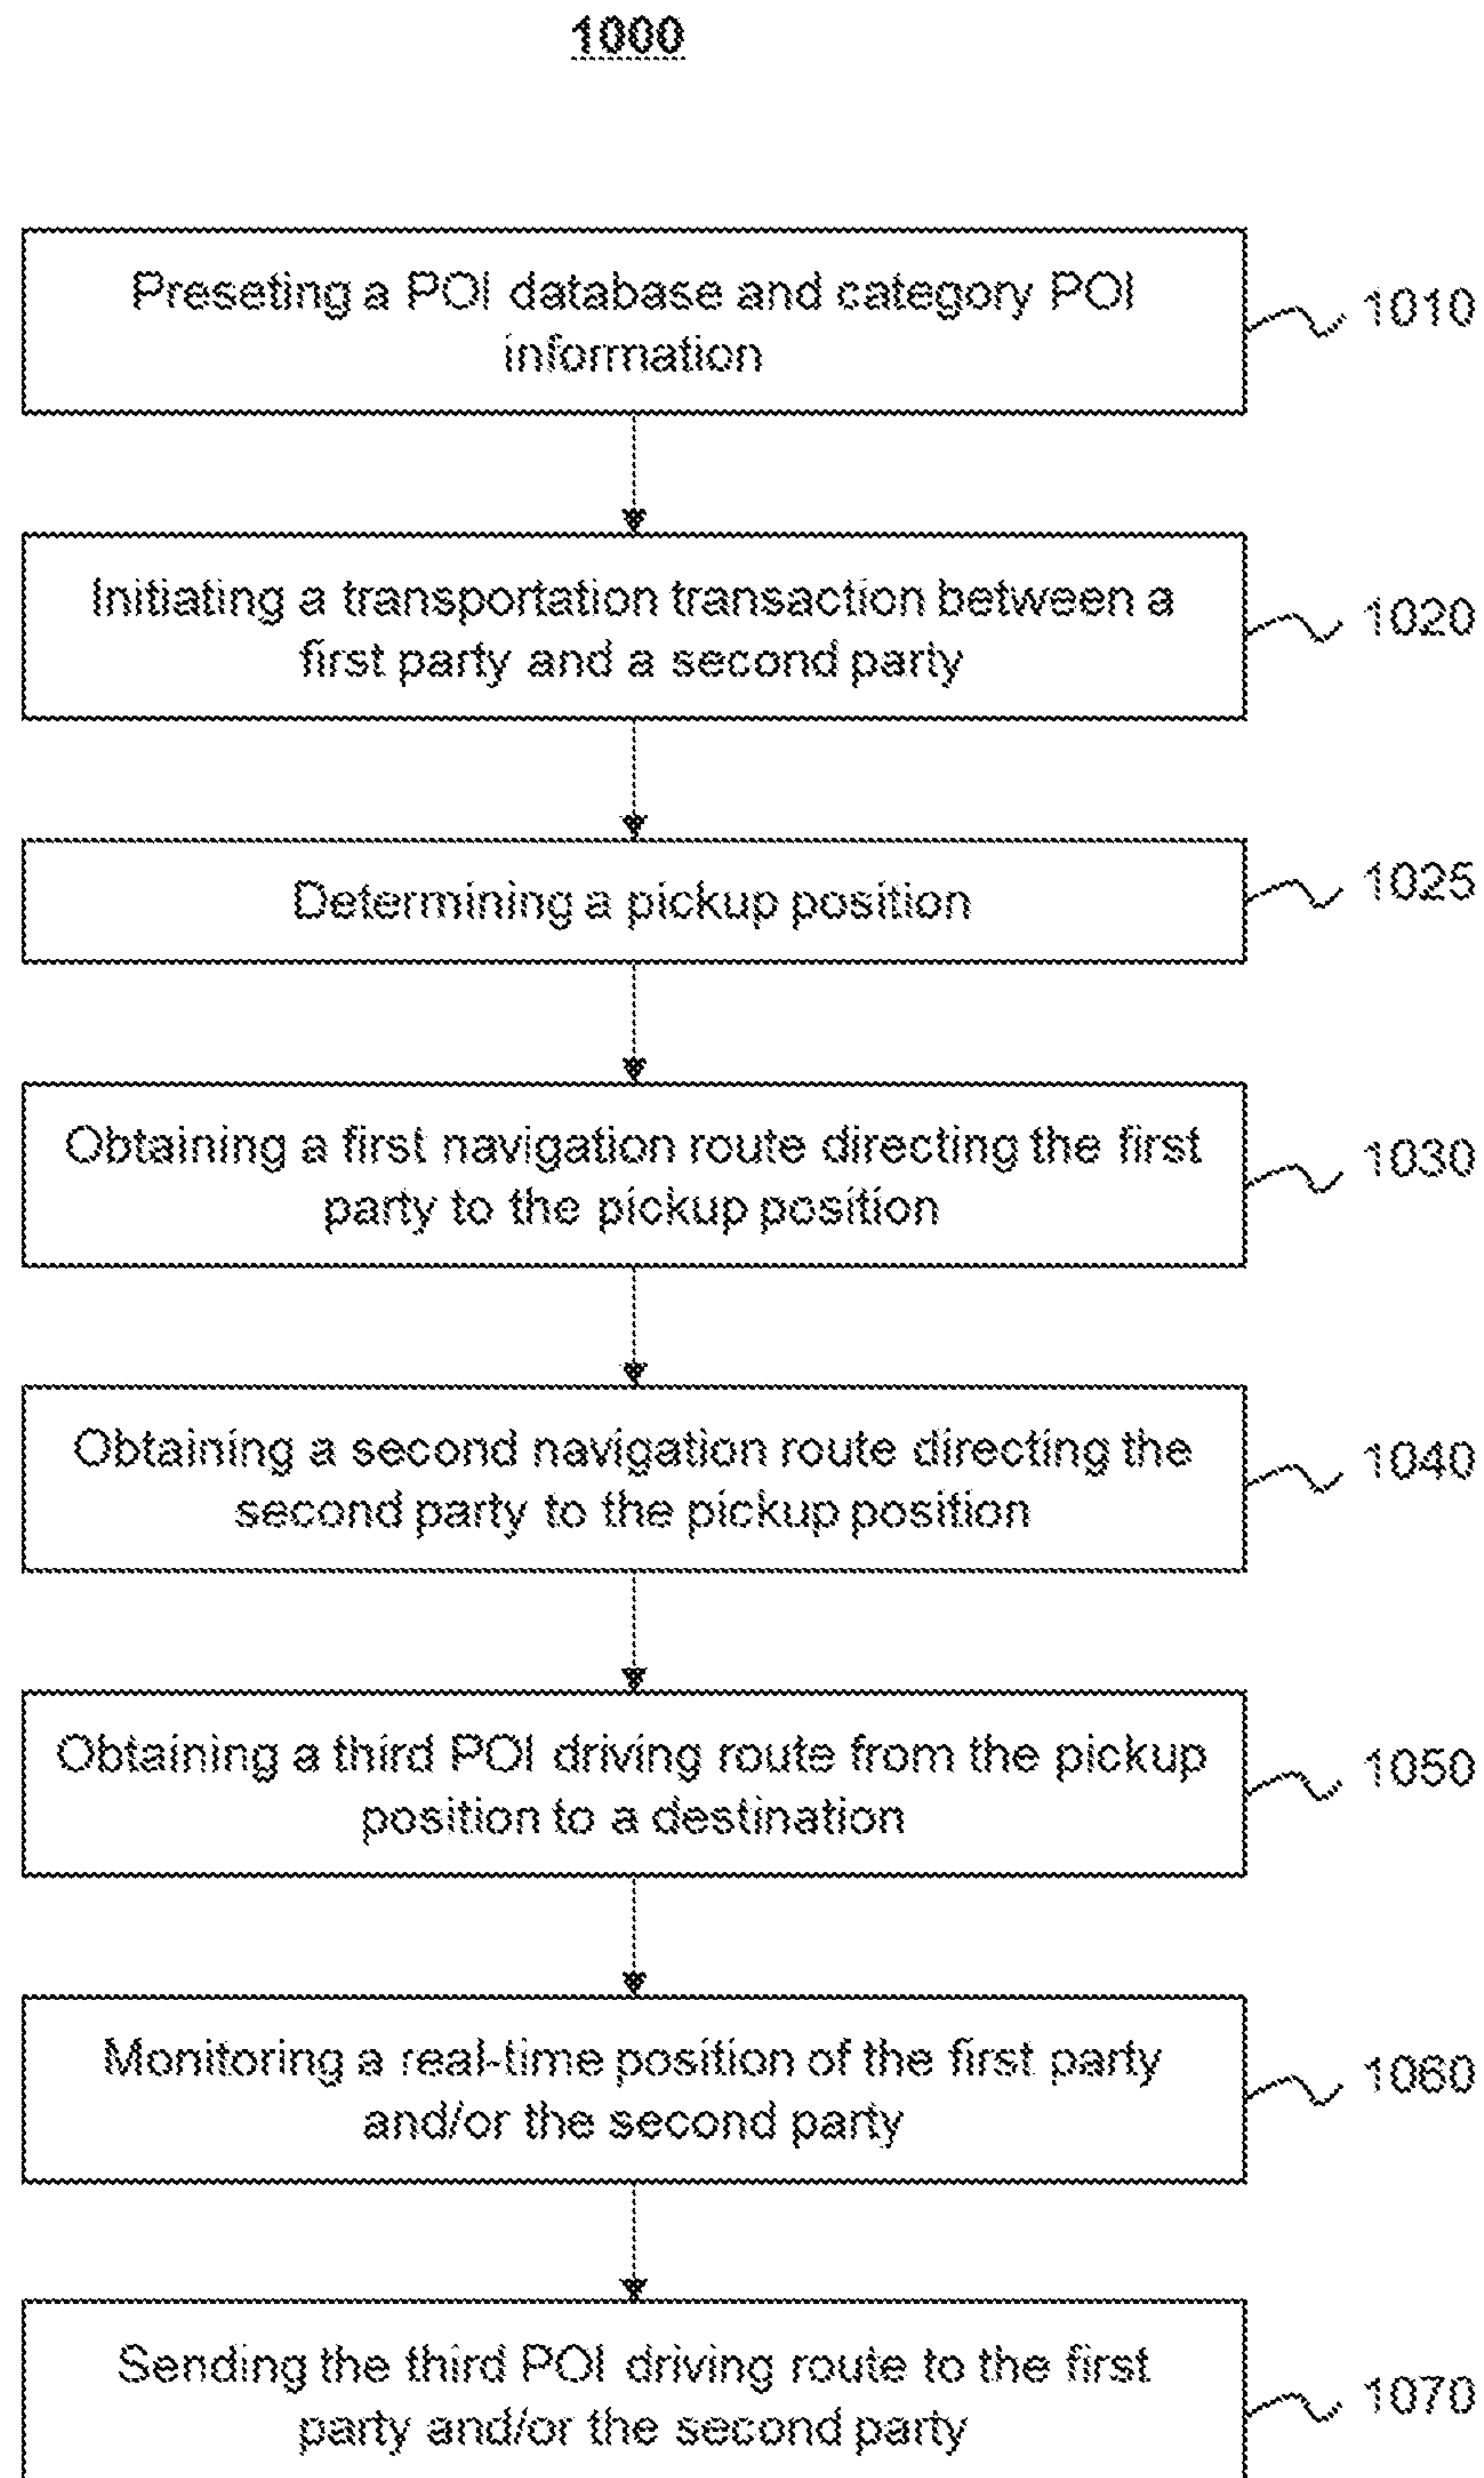 1000
Preseting a POI database and category POI
information
1010
Initiating a transportation transaction between a
first party and a second party
1020
Determining a pickup position
1025
Obtaining a first navigation route directing the first
party to the pickup position
1030
Obtaining a second navigation route directing the
second party to the pickup position
1040
Obtaining a third POI driving route from the pickup
position to a destination
1050
Monitoring a real-time position of the first party
and/or the second party
1060
Sending the third POI driving route to the first
party and/or the second party
1070